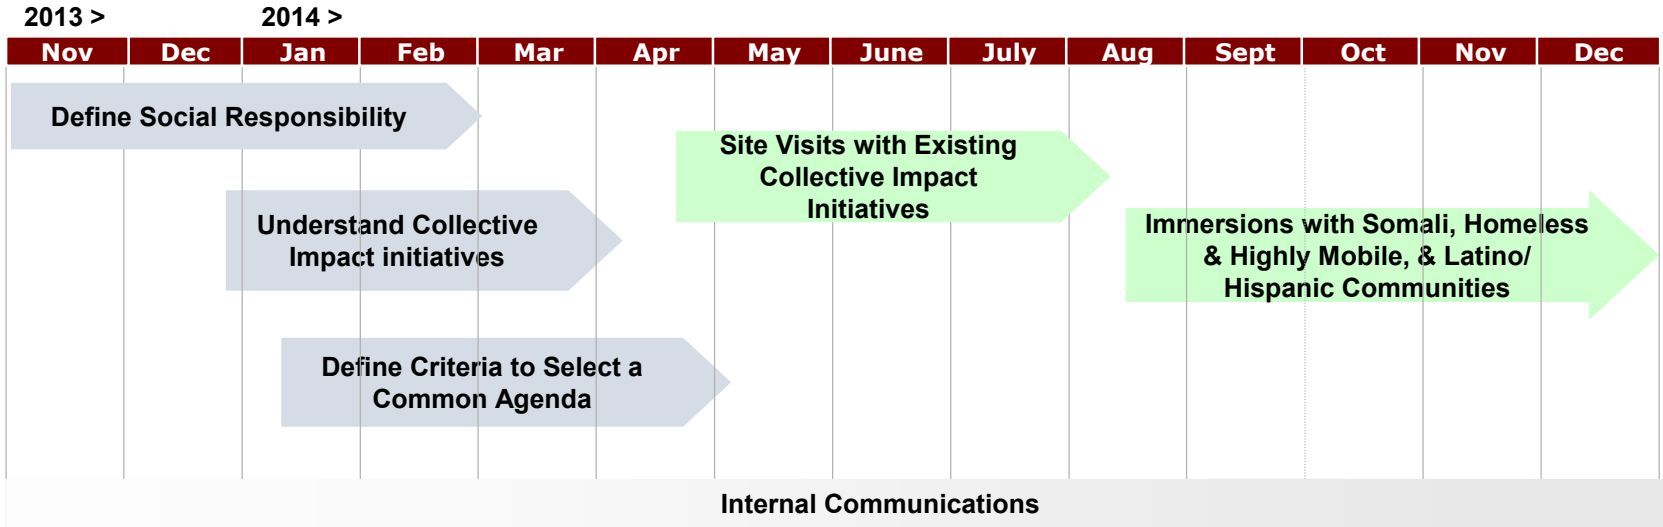 2013 > 2014 >
Nov Dec Jan Feb Mar Apr May June July Aug Sept Oct Nov Dec
Define Social Responsibility
Site Visits with Existing
Collective Impact
Initiatives
Understand Collective
Impact initiatives
Immersions with Somali, Homeless
& Highly Mobile, & Latino/
Hispanic Communities
Define Criteria to Select a
Common Agenda
Internal Communications